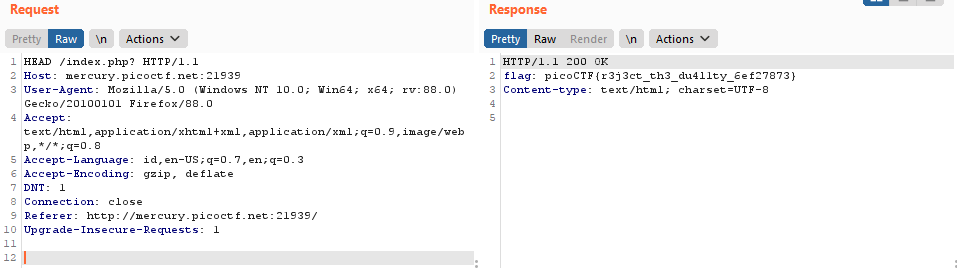 Request
Pretty Raw \n Actions
1 HEAD /index.php? HTTP/1.1
2 Host: mercury.picoctf.net:21939
3 User-Agent: Mozilla/5.0 (Windows NT 10.0; Win64; x64; rv:88.0)
Gecko/20100101 Firefox/88.0
4 Accept:
text/html,application/xhtml+xml,application/xml;q=0.9,image/web
p,*/*;q=0.8
5 Accept-Language: id,en-US;q=0.7,en;q=0.3
6 Accept-Encoding: gzip, deflate
7 DNT: 1
8 Connection: close
9 Referer: http://mercury.picoctf.net:21939/
10 Upgrade-Insecure-Requests: 1
11
12
Response
Pretty Raw Render \n Actions
1 HTTP/1.1 200 OK
2 flag: picoCTF{r3j3ct_th3_du4l1ty_6ef27873}
3 Content-type: text/html; charset=UTF-8
4
5